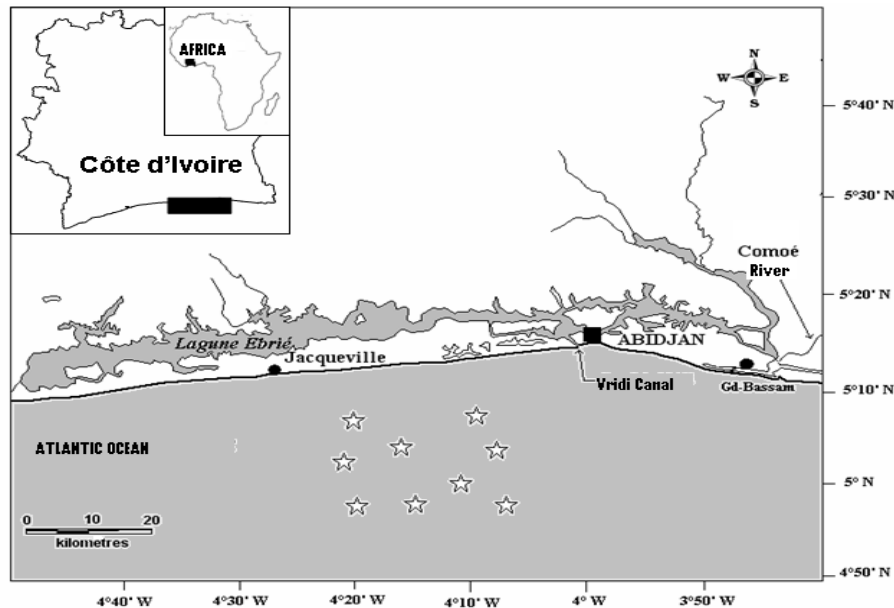 AFRICA
Côte d'Ivoire
N
W E
S
5°40' N
5°30' N
Comoé
River
5°20' N
Lagune Ebrié
ABIDJAN
Jacqueville
Vridi Canal
Gd-Bassam
5°10' N
ATLANTIC OCEAN
5° N
0 10 20
kilometres
4°50' N
4°40' W 4°30' W 4°20' W 4°10' W 4° W 3°50' W